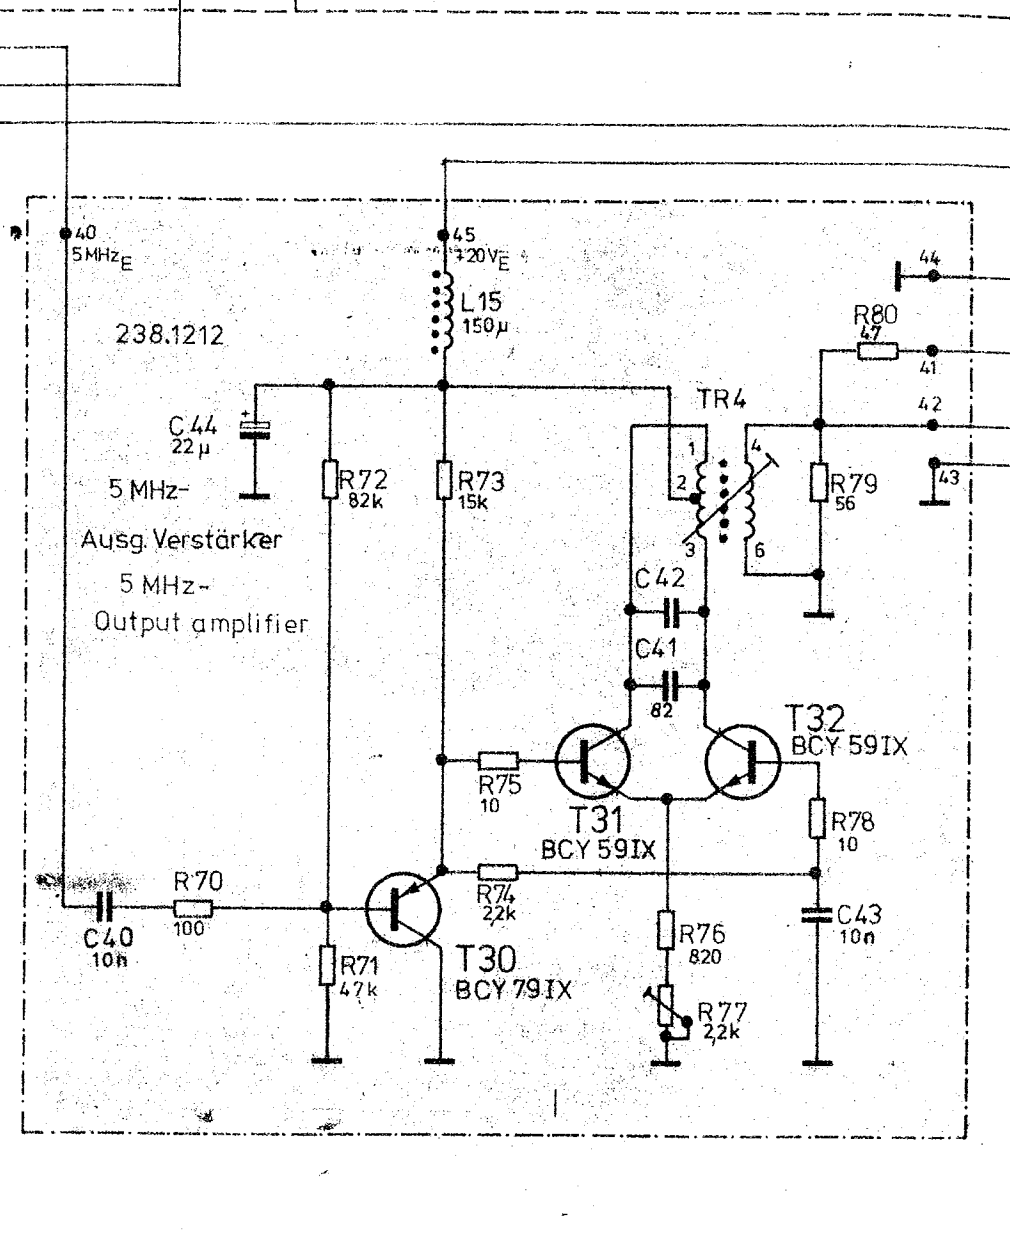 40
5MHzE
45
+20VE
44
L15
150µ
238.1212
R80
47
41
TR4
42
C44
+
22µ
1
4
R72
82k
R73
15k
2
R79
56
43
5 MHz-
Ausg. Verstärker
3
6
5 MHz-
Output amplifier
C42
C41
82
T32
BCY 59IX
R75
10
T31
BCY 59IX
R78
10
R70
100
R74
2,2k
C40
10n
C43
10n
R76
820
R71
47k
T30
BCY 79IX
R77
2,2k